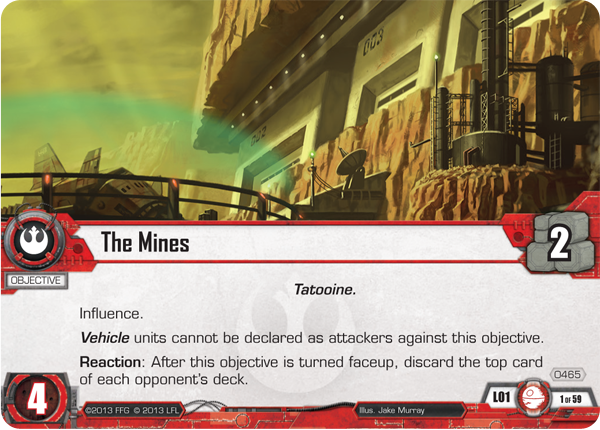 003
The Mines
2
OBJECTIVE
Tatooine.
Influence.
Vehicle units cannot be declared as attackers against this objective.
Reaction: After this objective is turned faceup, discard the top card
of each opponent's deck.
0465
4
L01
1 OF 59
©2013 FFG © 2013 LFL
Illus. Jake Murray